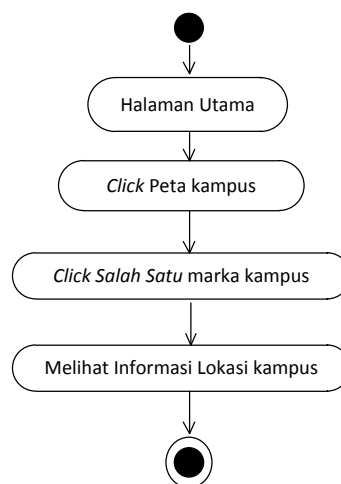 Halaman Utama
Click Peta kampus
Click Salah Satu marka kampus
Melihat Informasi Lokasi kampus